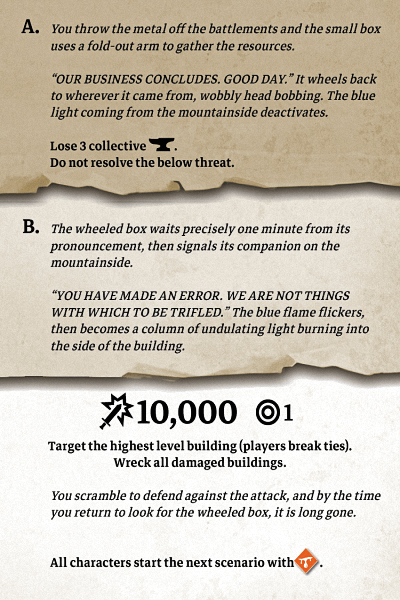 A. You throw the metal off the battlements and the small box
uses a fold-out arm to gather the resources.
“OUR BUSINESS CONCLUDES. GOOD DAY.” It wheels back
to wherever it came from, wobbly head bobbing. The blue
light coming from the mountainside deactivates.
Lose 3 collective .
Do not resolve the below threat.
B. The wheeled box waits precisely one minute from its
pronouncement, then signals its companion on the
mountainside.
“YOU HAVE MADE AN ERROR. WE ARE NOT THINGS
WITH WHICH TO BE TRIFLED.” The blue flame flickers,
then becomes a column of undulating light burning into
the side of the building.
10,000 1
Target the highest level building (players break ties).
Wreck all damaged buildings.
You scramble to defend against the attack, and by the time
you return to look for the wheeled box, it is long gone.
All characters start the next scenario with .